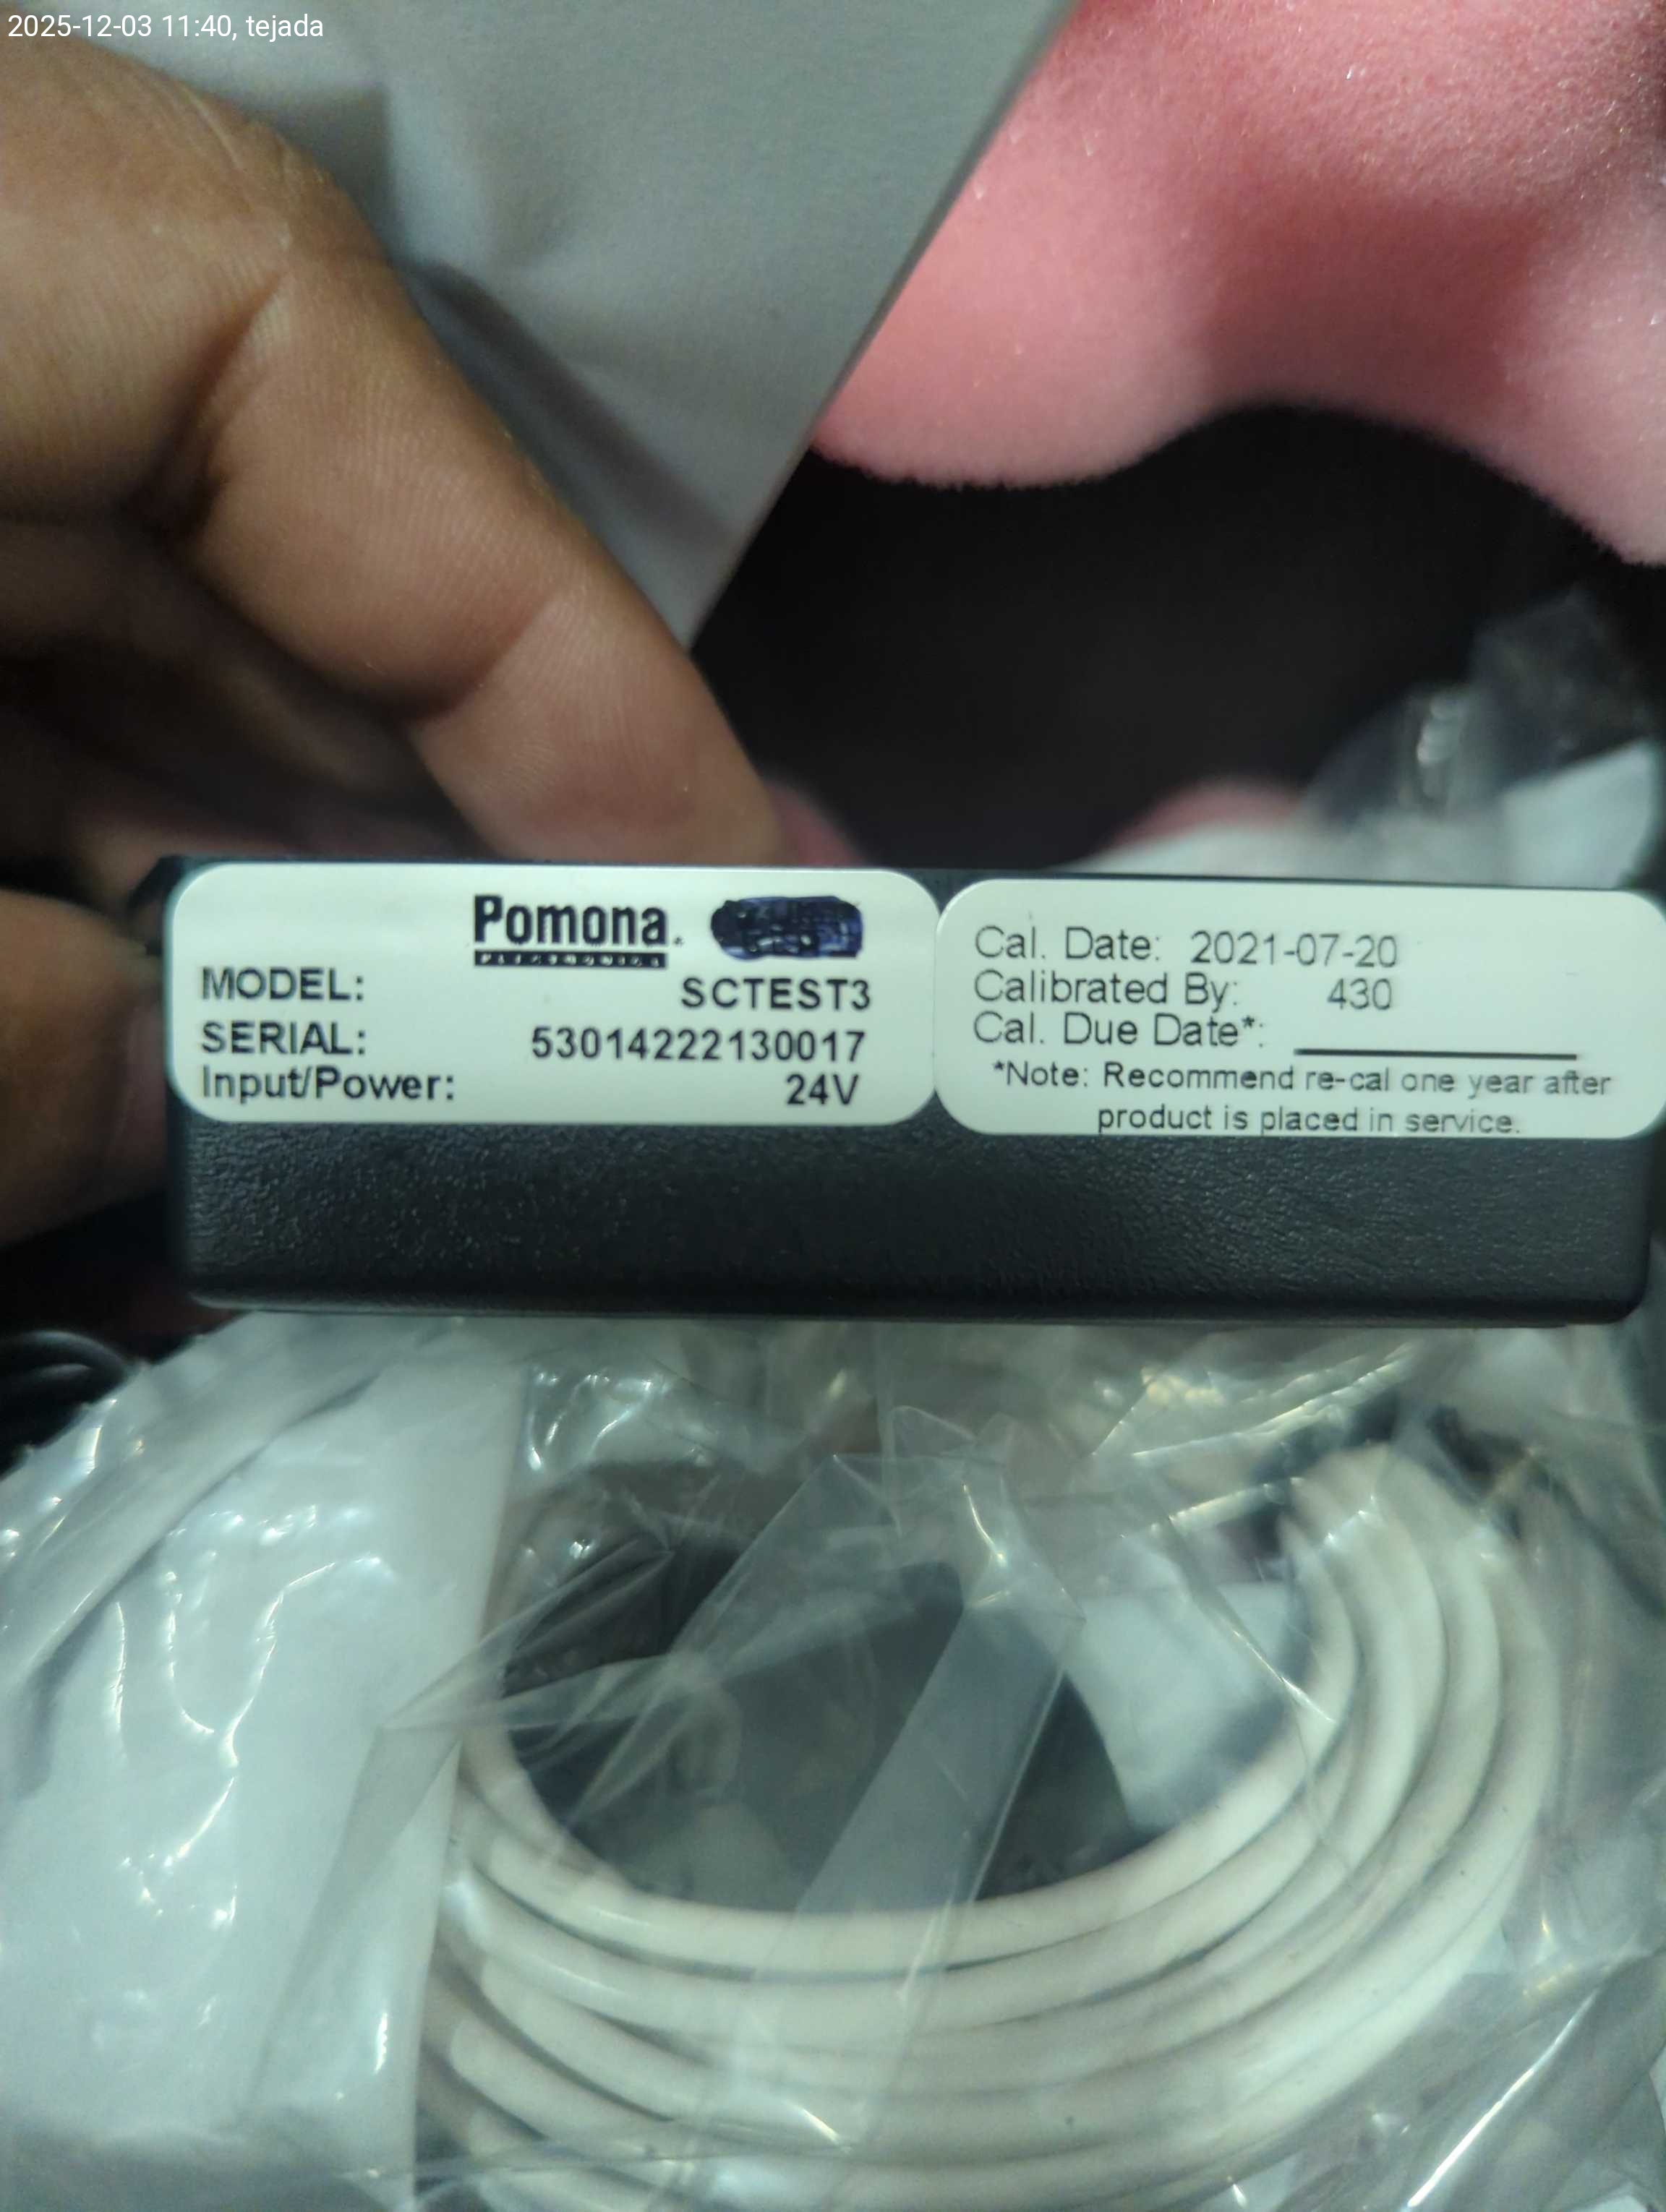 2025-12-03 11:40, tejada
Pomona
ELECTRONICS
MODEL: SCTEST3
SERIAL: 53014222130017
Input/Power: 24V
Cal. Date: 2021-07-20
Calibrated By: 430
Cal. Due Date*:
*Note: Recommend re-cal one year after
product is placed in service.